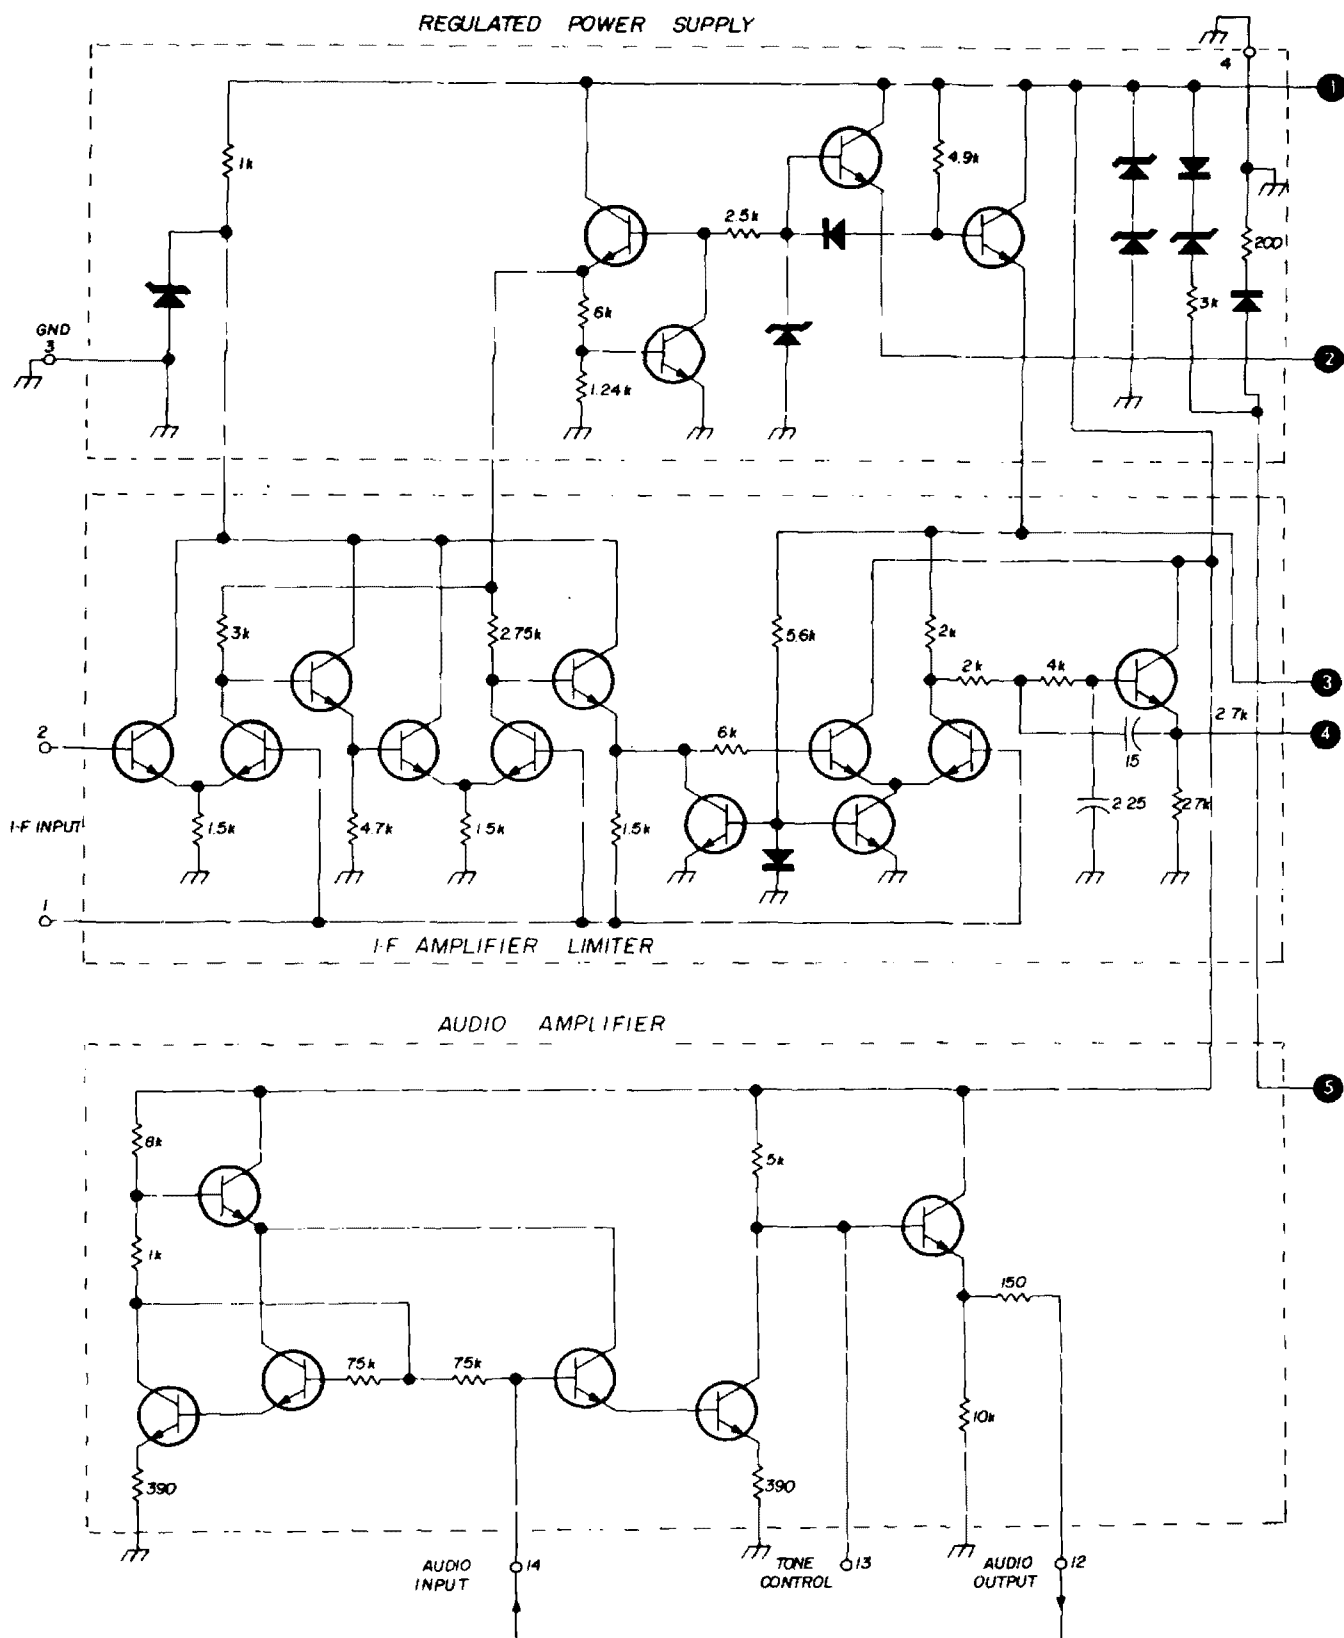 REGULATED POWER SUPPLY
4
1
1k
4.9k
2.5k
200
3k
6k
GND
3
2
1.24k
3k
2.75k
5.6k
2k
2k
4k
3
2
6k
2.7k
4
15
I-F INPUT
1.5k
4.7k
1.5k
1.5k
2.25
2.7k
1
I-F AMPLIFIER LIMITER
AUDIO AMPLIFIER
5
8k
5k
1k
150
75k
75k
10k
390
390
AUDIO
INPUT
14
TONE
CONTROL
13
AUDIO
OUTPUT
12